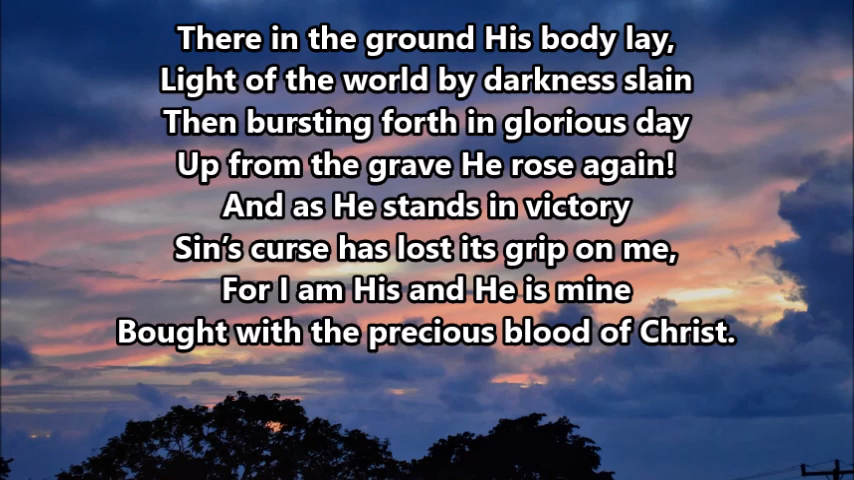 There in the ground His body lay,
Light of the world by darkness slain
Then bursting forth in glorious day
Up from the grave He rose again!
And as He stands in victory
Sin’s curse has lost its grip on me,
For I am His and He is mine
Bought with the precious blood of Christ.